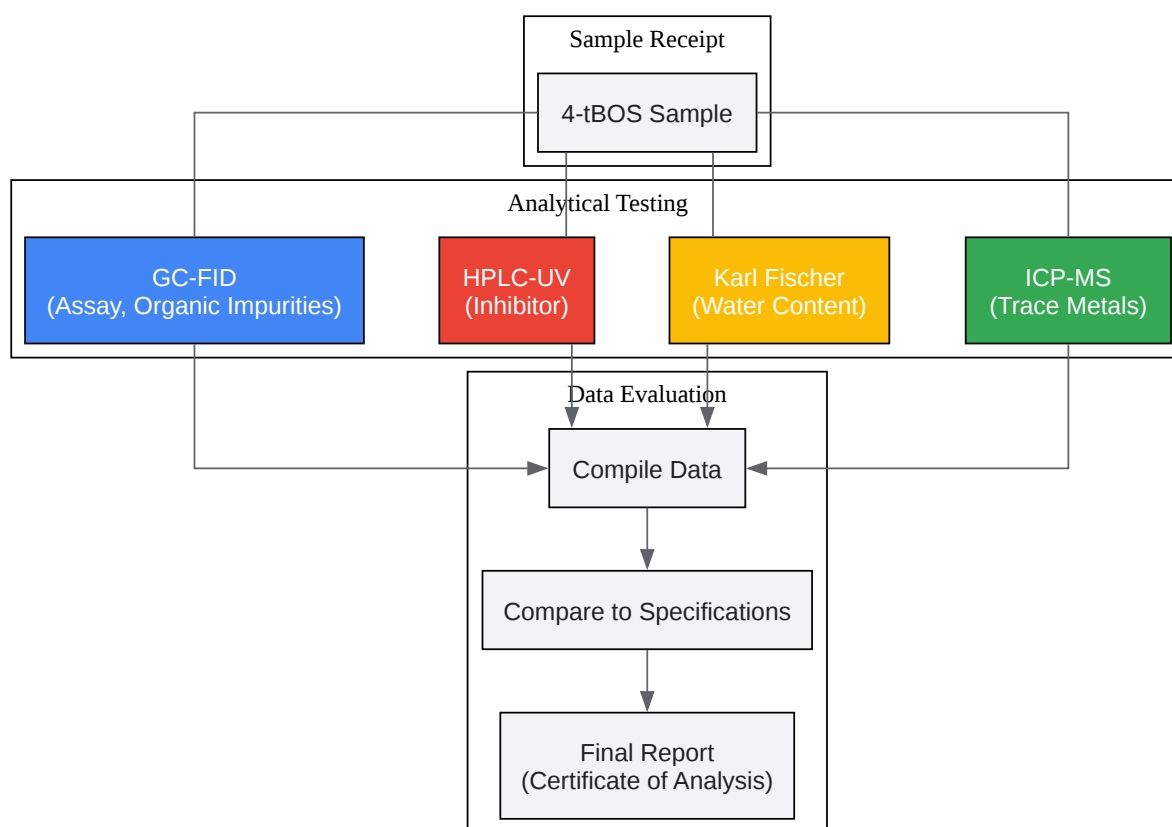 Sample Receipt
4-tBOS Sample
Analytical Testing
GC-FID
(Assay, Organic Impurities)
HPLC-UV
(Inhibitor)
Karl Fischer
(Water Content)
ICP-MS
(Trace Metals)
Data Evaluation
Compile Data
Compare to Specifications
Final Report
(Certificate of Analysis)